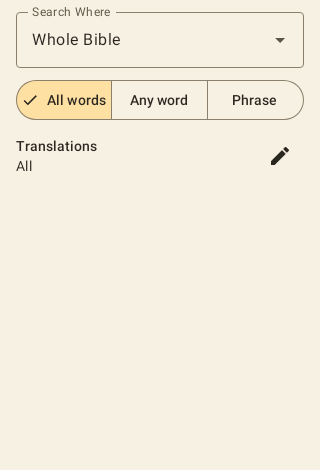 Search Where
Whole Bible
All words
Any word
Phrase
Translations
All